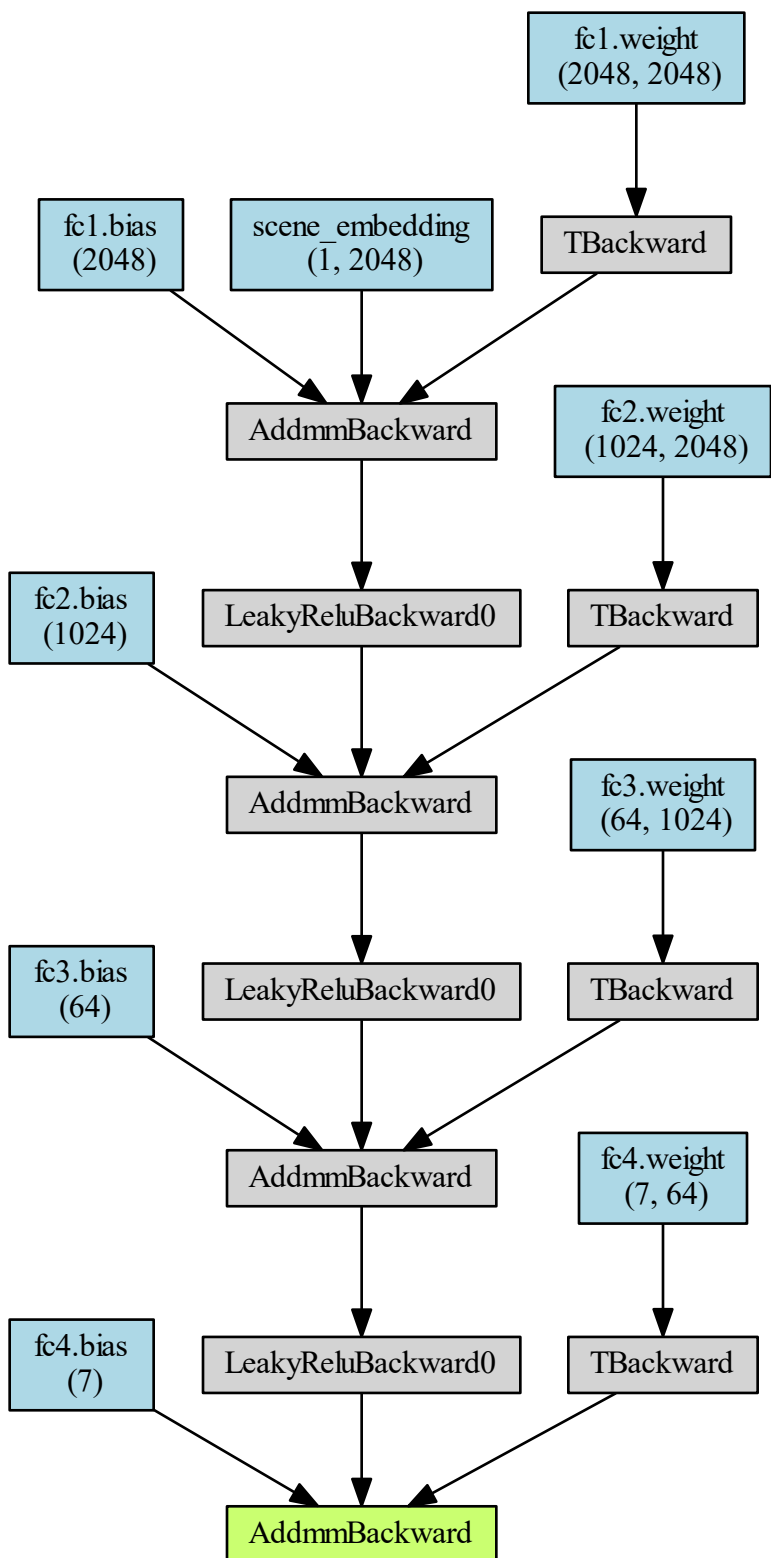 fc1.weight
(2048, 2048)
fc1.bias
(2048)
scene_embedding
(1, 2048)
TBackward
AddmmBackward
fc2.weight
(1024, 2048)
fc2.bias
(1024)
LeakyReluBackward0
TBackward
AddmmBackward
fc3.weight
(64, 1024)
fc3.bias
(64)
LeakyReluBackward0
TBackward
AddmmBackward
fc4.weight
(7, 64)
fc4.bias
(7)
LeakyReluBackward0
TBackward
AddmmBackward